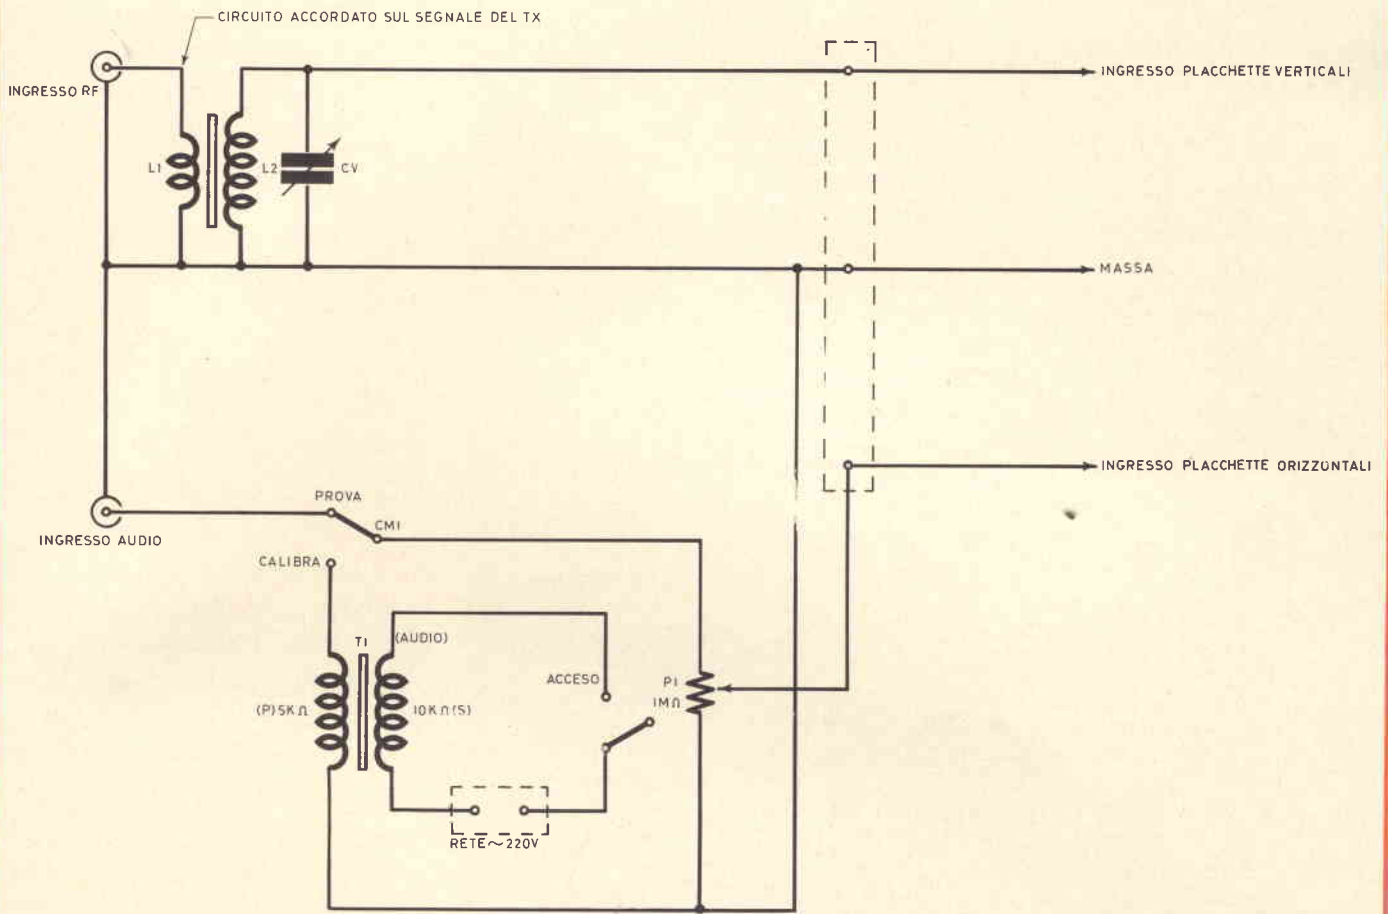 CIRCUITO ACCORDATO SUL SEGNALE DEL TX
INGRESSO RF
INGRESSO PLACCHETTE VERTICALI
L1
L2
CV
MASSA
INGRESSO PLACCHETTE ORIZZONTALI
PROVA
CM1
INGRESSO AUDIO
CALIBRA
T1
(AUDIO)
ACCESO
P1
1MΩ
(P)5KΩ
10KΩ(S)
RETE~220V